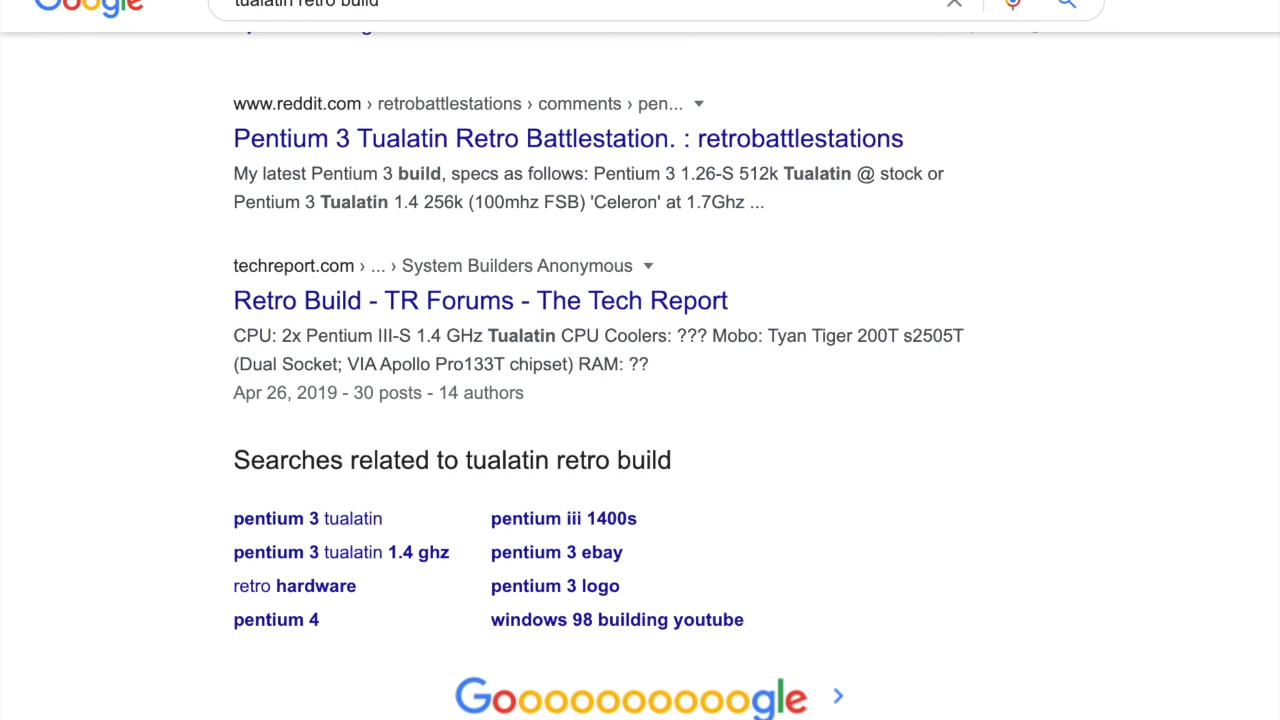 Google
tualatin retro build
www.reddit.com › retrobattlestations › comments › pen...
Pentium 3 Tualatin Retro Battlestation. : retrobattlestations
My latest Pentium 3 build, specs as follows: Pentium 3 1.26-S 512k Tualatin @ stock or
Pentium 3 Tualatin 1.4 256k (100mhz FSB) 'Celeron' at 1.7Ghz ...
techreport.com › ... › System Builders Anonymous
Retro Build - TR Forums - The Tech Report
CPU: 2x Pentium III-S 1.4 GHz Tualatin CPU Coolers: ??? Mobo: Tyan Tiger 200T s2505T
(Dual Socket; VIA Apollo Pro133T chipset) RAM: ??
Apr 26, 2019 - 30 posts - 14 authors
Searches related to tualatin retro build
pentium 3 tualatin
pentium 3 tualatin 1.4 ghz
retro hardware
pentium 4
pentium iii 1400s
pentium 3 ebay
pentium 3 logo
windows 98 building youtube
Goooooooooogle